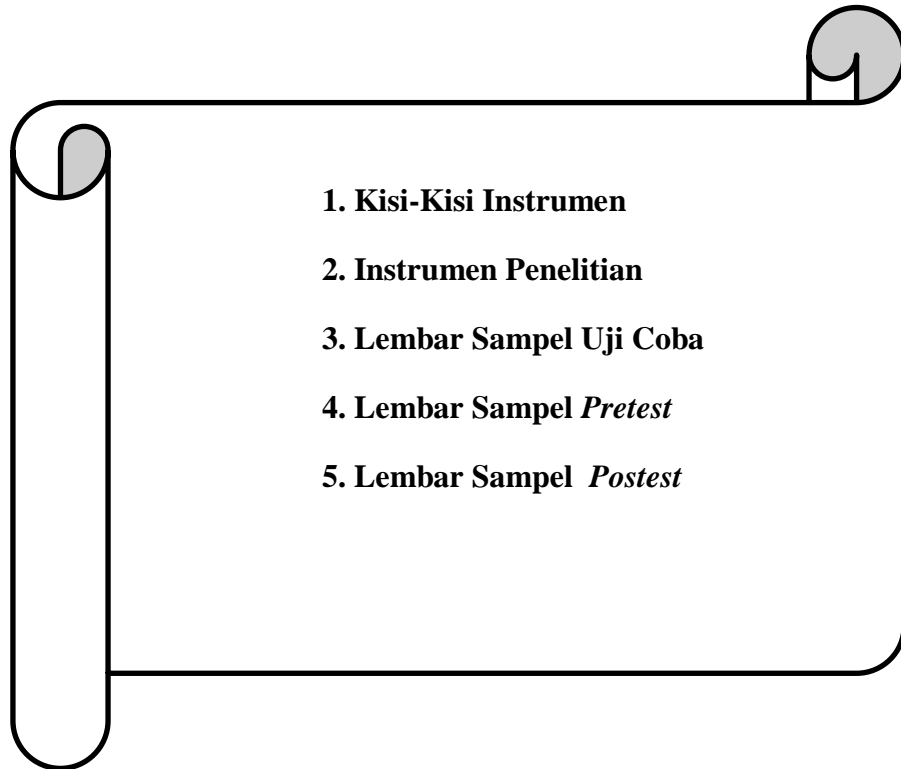 1. Kisi-Kisi Instrumen
2. Instrumen Penelitian
3. Lembar Sampel Uji Coba
4. Lembar Sampel Pretest
5. Lembar Sampel Postest